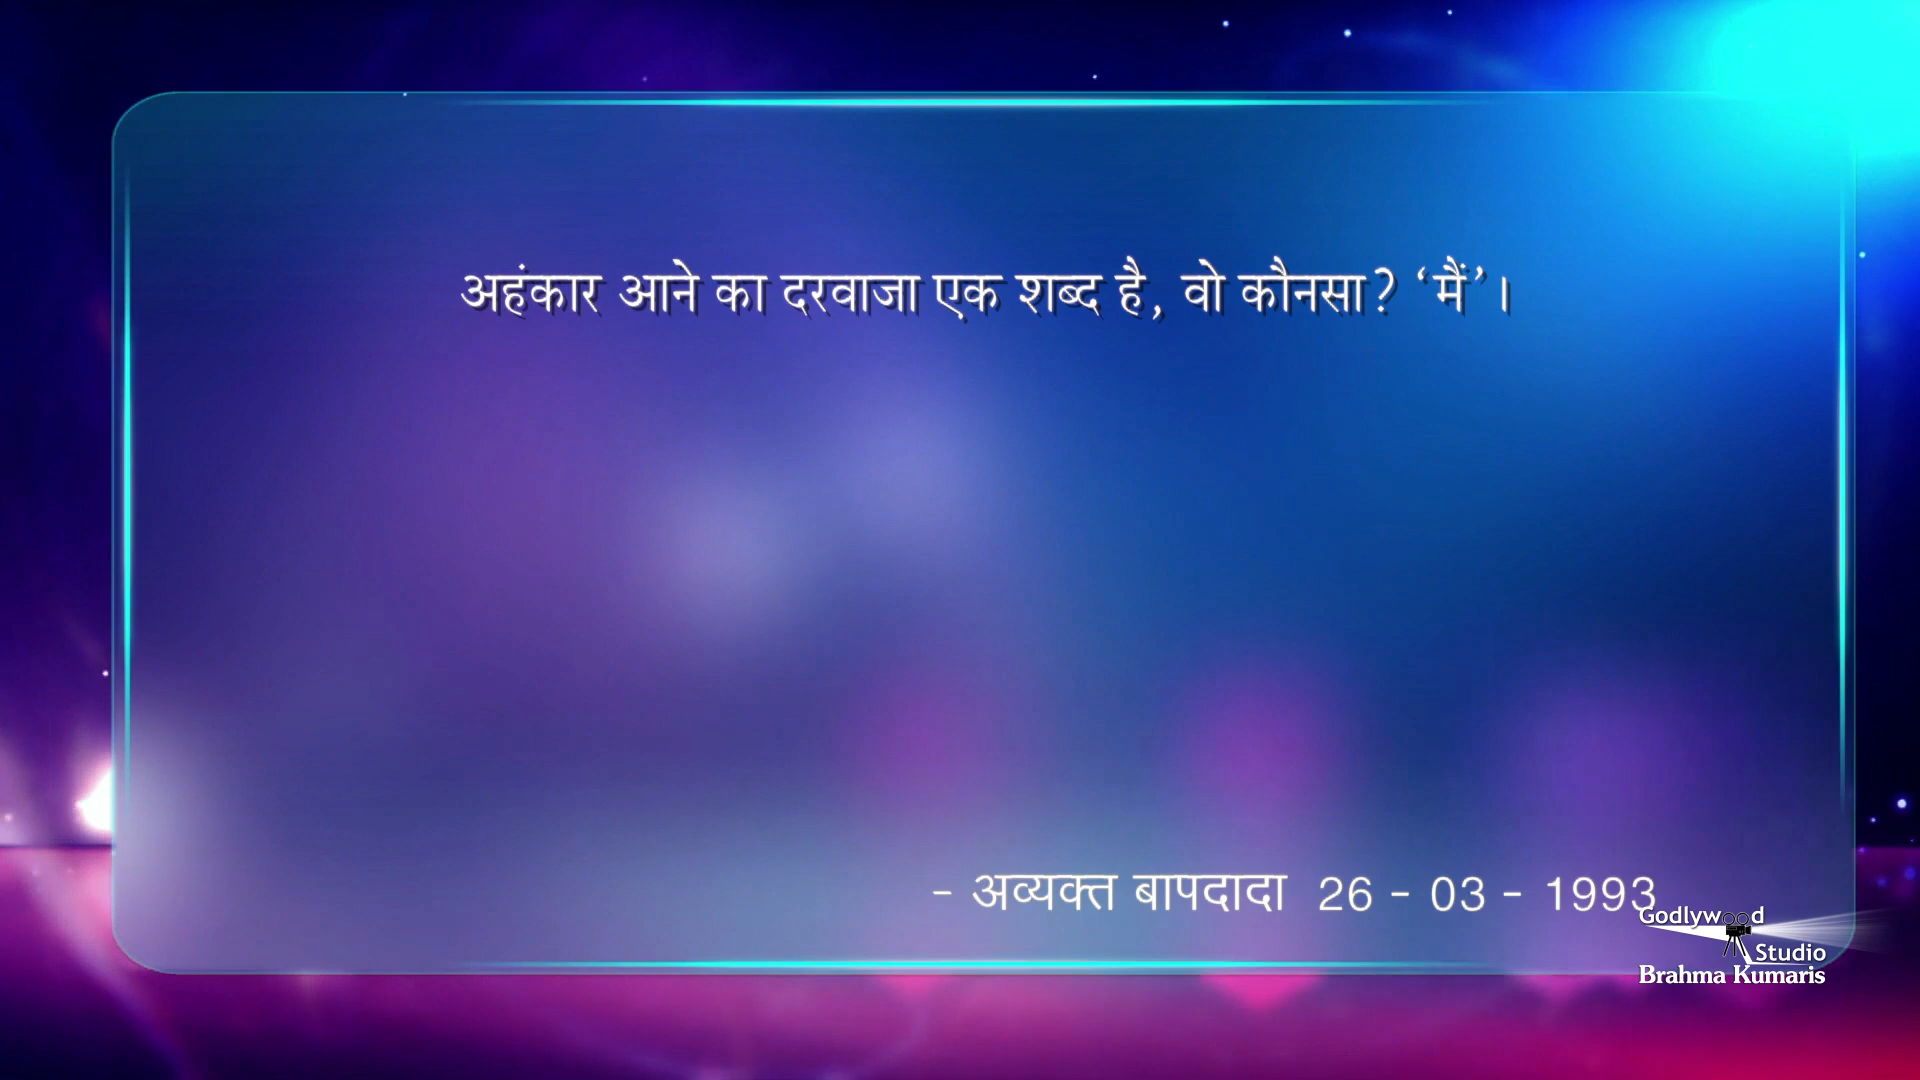 अहंकार आने का दरवाजा एक शब्द है, वो कौनसा? ‘मैं’।
- अव्यक्त बापदादा 26 - 03 - 1993
Godlywood
Studio
Brahma Kumaris